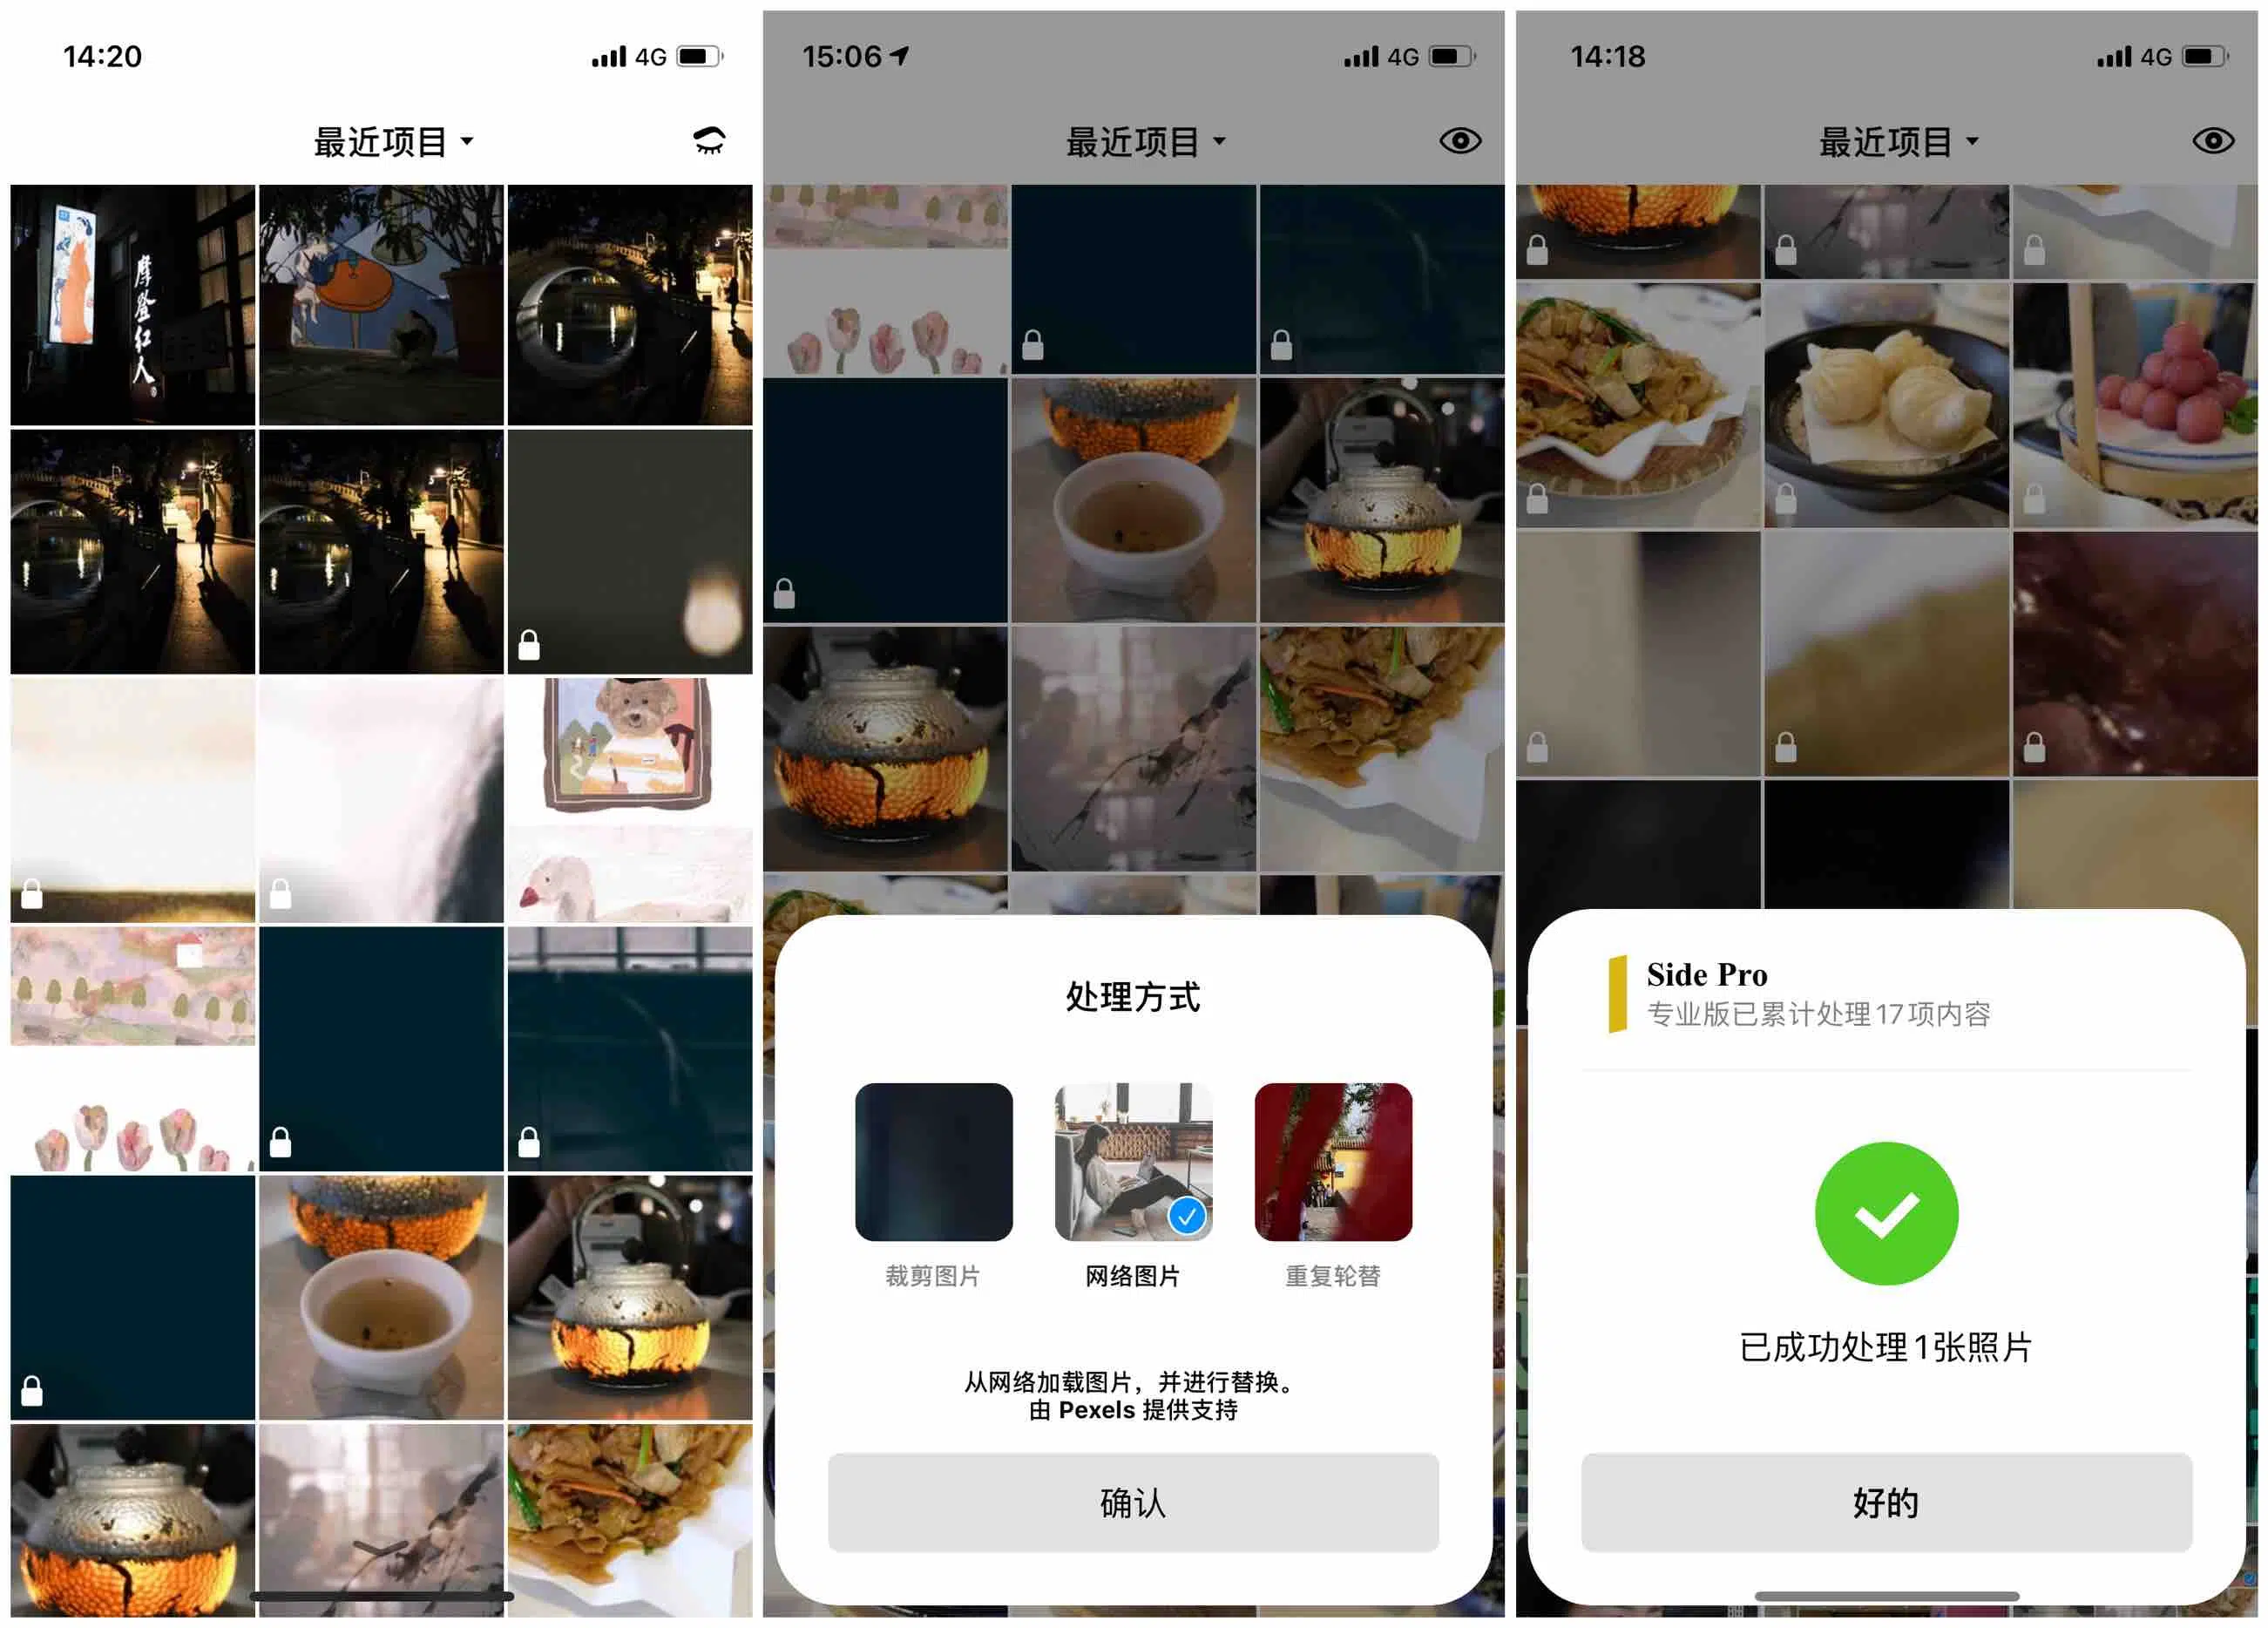 14:20
4G
最近项目
摩登红人
15:06
4G
最近项目
处理方式
裁剪图片
网络图片
重复轮替
从网络加载图片，并进行替换。
由 Pexels 提供支持
确认
14:18
4G
最近项目
Side Pro
专业版已累计处理17项内容
已成功处理1张照片
好的